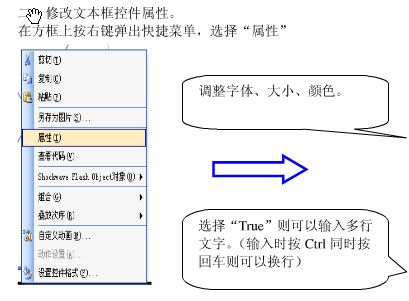 二、修改文本框控件属性。
在方框上按右键弹出快捷菜单，选择“属性”
剪切(T)
复制(C)
粘贴(P)
另存为图片(S)...
属性(I)
查看代码(V)
Shockwave Flash Object对象(O)
组合(G)
叠放次序(R)
自定义动画(M)...
动作设置(A)..
设置控件格式(Z)...
调整字体、大小、颜色。
选择“True”则可以输入多行
文字。（输入时按 Ctrl 同时按
回车则可以换行）